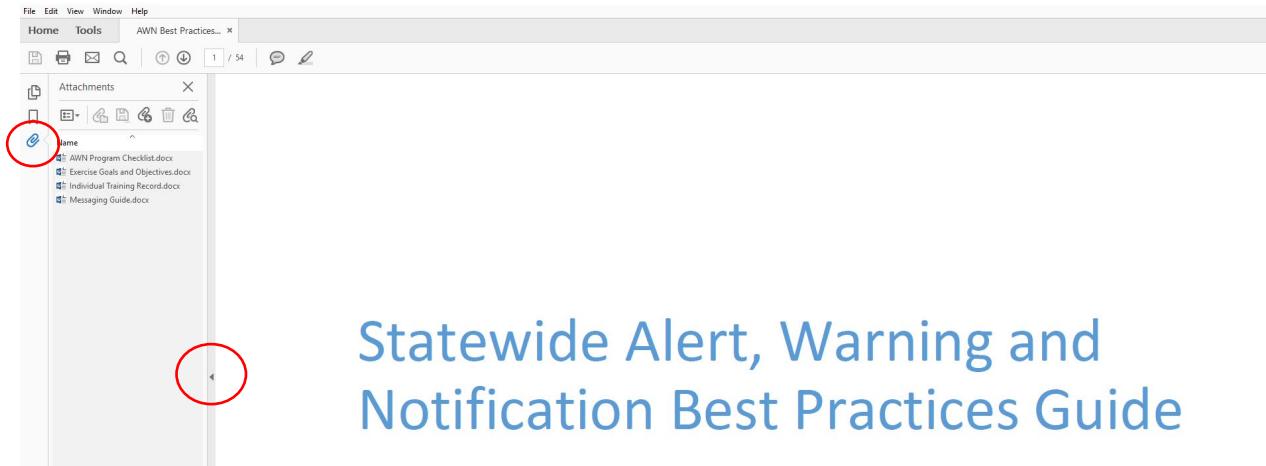 File Edit View Window Help
Home Tools AWN Best Practices... ×
1 / 54
Attachments
Name
AWN Program Checklist.docx
Exercise Goals and Objectives.docx
Individual Training Record.docx
Messaging Guide.docx
Statewide Alert, Warning and
Notification Best Practices Guide